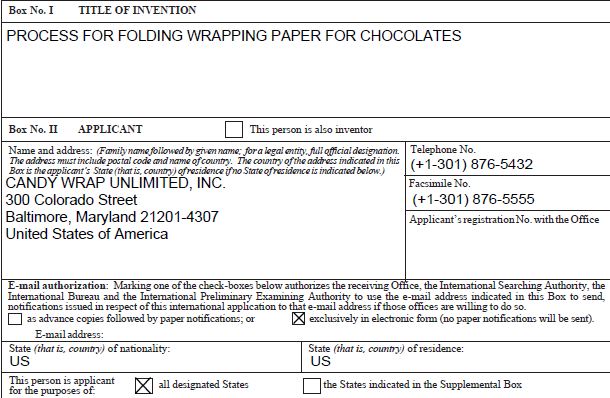 Box No. I TITLE OF INVENTION
PROCESS FOR FOLDING WRAPPING PAPER FOR CHOCOLATES
Box No. II APPLICANT
This person is also inventor
Name and address: (Family name followed by given name; for a legal entity, full official designation.
The address must include postal code and name of country. The country of the address indicated in this
Box is the applicant's State (that is, country) of residence if no State of residence is indicated below.)
CANDY WRAP UNLIMITED, INC.
300 Colorado Street
Baltimore, Maryland 21201-4307
United States of America
Telephone No.
(+1-301) 876-5432
Facsimile No.
(+1-301) 876-5555
Applicant's registration No. with the Office
E-mail authorization: Marking one of the check-boxes below authorizes the receiving Office, the International Searching Authority, the
International Bureau and the International Preliminary Examining Authority to use the e-mail address indicated in this Box to send,
notifications issued in respect of this international application to that e-mail address if those offices are willing to do so.
as advance copies followed by paper notifications; or
exclusively in electronic form (no paper notifications will be sent).
E-mail address:
State (that is, country) of nationality:
US
State (that is, country) of residence:
US
This person is applicant
for the purposes of:
all designated States
the States indicated in the Supplemental Box